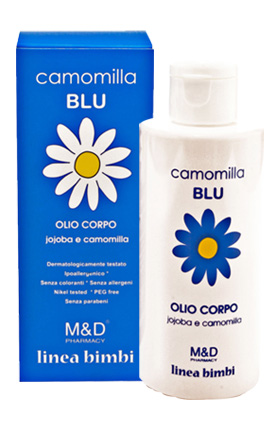 camomilla
BLU
OLIO CORPO
jojoba e camomilla
Dermatologicamente testato
Ipoallergenico *
Senza coloranti * Senza allergeni
Nikel tested * PEG free
Senza parabeni
M&D
PHARMACY
linea bimbi
camomilla
BLU
OLIO CORPO
jojoba e camomilla
M&D
PHARMACY
linea bimbi